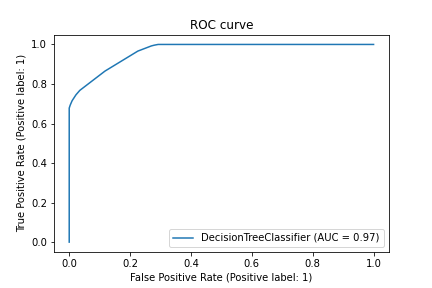 ROC curve
True Positive Rate (Positive label: 1)
1.0
0.8
0.6
0.4
0.2
0.0
DecisionTreeClassifier (AUC = 0.97)
0.0 0.2 0.4 0.6 0.8 1.0
False Positive Rate (Positive label: 1)